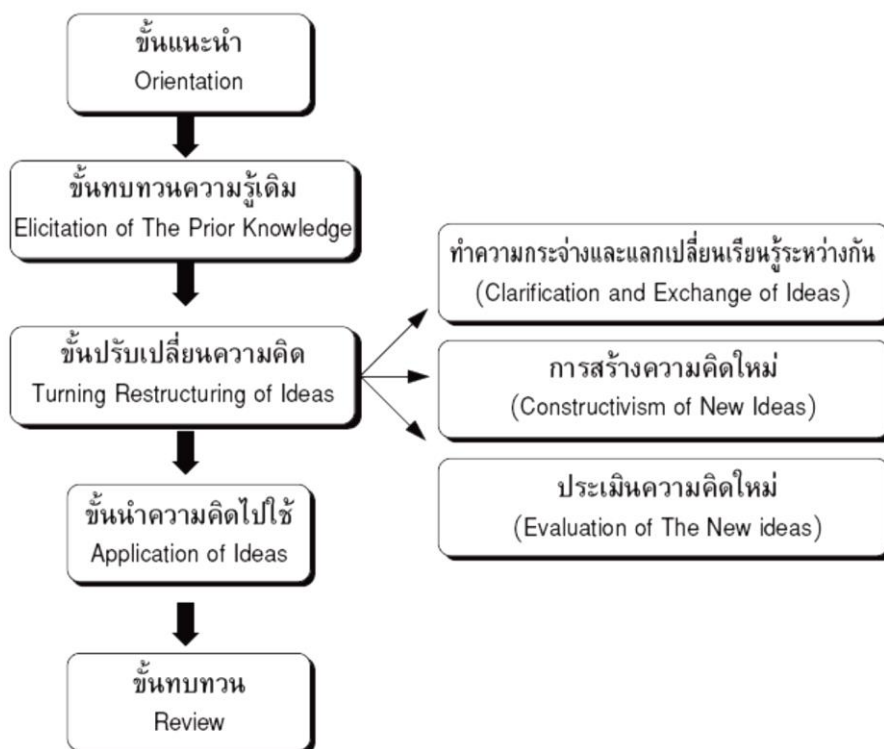 ขั้นแนะนำ
Orientation
ขั้นทบทวนความรู้เดิม
Elicitation of The Prior Knowledge
ขั้นปรับเปลี่ยนความคิด
Turning Restructuring of Ideas
ทำความกระจ่างและแลกเปลี่ยนเรียนรู้ระหว่างกัน
(Clarification and Exchange of Ideas)
การสร้างความคิดใหม่
(Constructivism of New Ideas)
ประเมินความคิดใหม่
(Evaluation of The New ideas)
ขั้นนำความคิดไปใช้
Application of Ideas
ขั้นทบทวน
Review